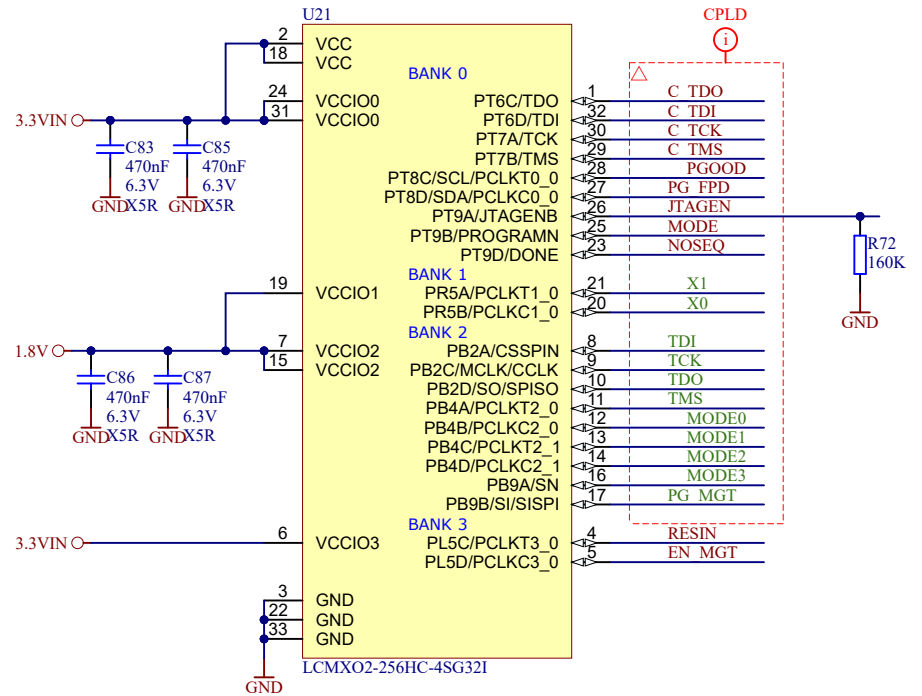 U21
CPLD
i
2 VCC
18 VCC
BANK 0
24 VCCIO0
31 VCCIO0
3.3VIN
PT6C/TDO 1 C_TDO
PT6D/TDI 32 C_TDI
PT7A/TCK 30 C_TCK
PT7B/TMS 29 C_TMS
PT8C/SCL/PCLKT0_0 28 PGOOD
PT8D/SDA/PCLKC0_0 27 PG_FPD
PT9A/JTAGENB 26 JTAGEN
PT9B/PROGRAMN 25 MODE
PT9D/DONE 23 NOSEQ
C83
470nF
6.3V
X5R
GND
C85
470nF
6.3V
X5R
GND
R72
160K
GND
BANK 1
19 VCCIO1
PR5A/PCLKT1_0 21 X1
PR5B/PCLKC1_0 20 X0
BANK 2
1.8V
7 VCCIO2
15 VCCIO2
PB2A/CSSPIN 8 TDI
PB2C/MCLK/CCLK 9 TCK
PB2D/SO/SPISO 10 TDO
PB4A/PCLKT2_0 11 TMS
PB4B/PCLKC2_0 12 MODE0
PB4C/PCLKT2_1 13 MODE1
PB4D/PCLKC2_1 14 MODE2
PB9A/SN 16 MODE3
PB9B/SI/SISPI 17 PG_MGT
C86
470nF
6.3V
X5R
GND
C87
470nF
6.3V
X5R
GND
BANK 3
3.3VIN
6 VCCIO3
PL5C/PCLKT3_0 4 RESIN
PL5D/PCLKC3_0 5 EN_MGT
3 GND
22 GND
33 GND
GND
LCMXO2-256HC-4SG32I